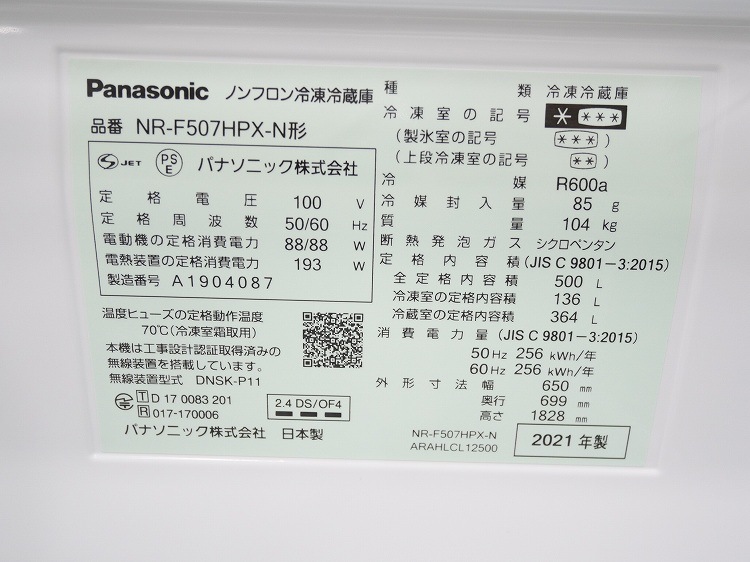 Panasonic ノンフロン冷凍冷蔵庫
品番 NR-F507HPX-N形
S JET PS E パナソニック株式会社
定格電圧 100 V
定格周波数 50/60 Hz
電動機の定格消費電力 88/88 W
電熱装置の定格消費電力 193 W
製造番号 A1904087
温度ヒューズの定格動作温度
70℃(冷凍室霜取用)
本機は工事設計認証取得済みの
無線装置を搭載しています。
無線装置型式 DNSK-P11
T D 17 0083 201
R 017-170006
2.4 DS/OF4
パナソニック株式会社 日本製
種類 冷凍冷蔵庫
冷凍室の記号 * ***
(製氷室の記号 *** )
(上段冷凍室の記号 ** )
冷媒 R600a
冷媒封入量 85 g
質量 104 kg
断熱発泡ガス シクロペンタン
定格内容積 (JIS C 9801-3:2015)
全定格内容積 500 L
冷凍室の定格内容積 136 L
冷蔵室の定格内容積 364 L
消費電力量 (JIS C 9801-3:2015)
50 Hz 256 kWh/年
60 Hz 256 kWh/年
外形寸法 幅 650 mm
奥行 699 mm
高さ 1828 mm
NR-F507HPX-N
ARAHLCL12500
2021年製